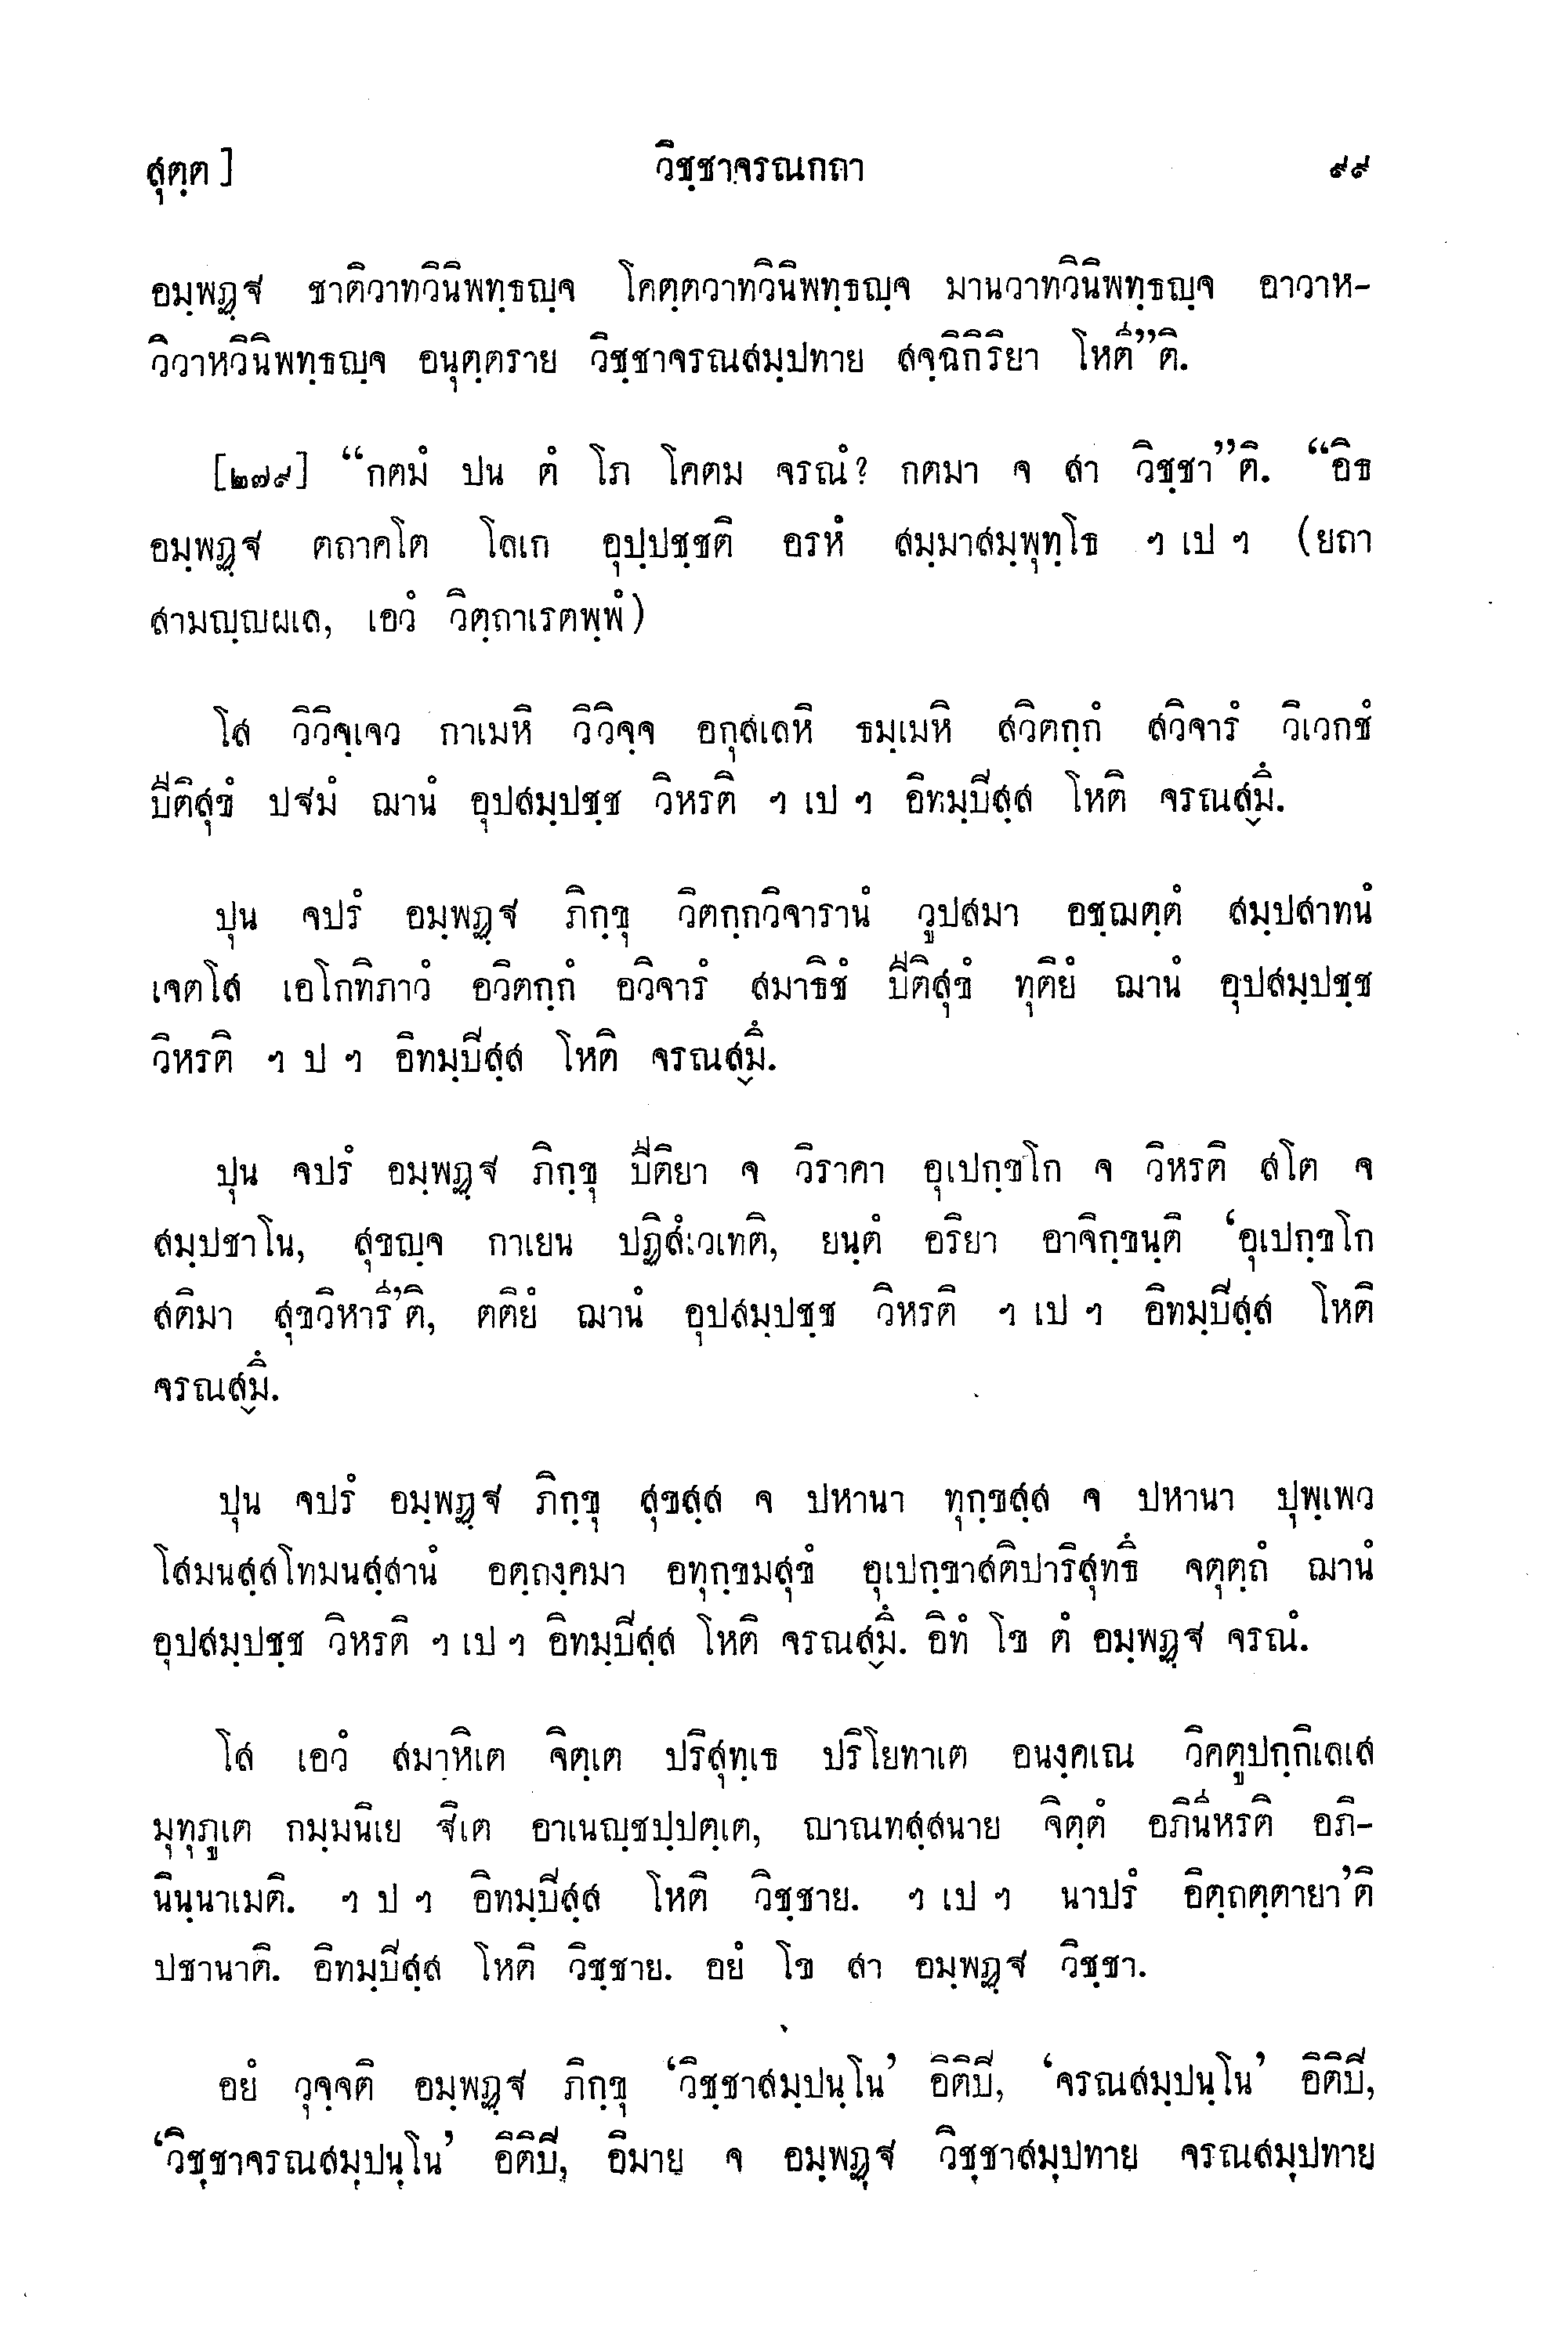 สุตฺต]	วิชฺชาจรณกถา	๙๙
อมฺพฏฺฐ ชาติวาทวินิพทฺธญฺจ โคตฺตวาทวินิพทฺธญฺจ มานวาทวินิพทฺธญฺจ อาวาห-
วิวาหวินิพทฺธญฺจ อนุตฺตราย วิชฺชาจรณสมฺปทาย สจฺฉิกิริยา โหตี”ติ.
[๒๗๙] “กตมํ ปน ตํ โภ โคตม จรณํ? กตมา จ สา วิชฺชา”ติ. “อิธ
อมฺพฏฺฐ ตถาคโต โลเก อุปฺปชฺชติ อรหํ สมฺมาสมฺพุทฺโธ ฯ เป ฯ (ยถา
สามญฺญผเล, เอวํ วิตฺถาเรตพฺพํ)
โส วิวิจฺเจว กาเมหิ วิวิจฺจ อกุสเลหิ ธมฺเมหิ สวิตกฺกํ สวิจารํ วิเวกชํ
ปีติสุขํ ปฐมํ ฌานํ อุปสมฺปชฺช วิหรติ ฯ เป ฯ อิทมฺปีสฺส โหติ จรณสฺมิํ.
ปุน จปรํ อมฺพฏฺฐ ภิกฺขุ วิตกฺกวิจารานํ วูปสมา อชฺฌตฺตํ สมฺปสาทนํ
เจตโส เอโกทิภาวํ อวิตกฺกํ อวิจารํ สมาธิชํ ปีติสุขํ ทุติยํ ฌานํ อุปสมฺปชฺช
วิหรติ ฯ ป ฯ อิทมฺปีสฺส โหติ จรณสฺมิํ.
ปุน จปรํ อมฺพฏฺฐ ภิกฺขุ ปีติยา จ วิราคา อุเปกฺขโก จ วิหรติ สโต จ
สมฺปชาโน, สุขญฺจ กาเยน ปฏิสํเวเทติ, ยนฺตํ อริยา อาจิกฺขนฺติ ‘อุเปกฺขโก
สติมา สุขวิหารี’ติ, ตติยํ ฌานํ อุปสมฺปชฺช วิหรติ ฯ เป ฯ อิทมฺปีสฺส โหติ
จรณสฺมิํ.
ปุน จปรํ อมฺพฏฺฐ ภิกฺขุ สุขสฺส จ ปหานา ทุกฺขสฺส จ ปหานา ปุพฺเพว
โสมนสฺสโทมนสฺสานํ อตฺถงฺคมา อทุกฺขมสุขํ อุเปกฺขาสติปาริสุทฺธิํ จตุตฺถํ ฌานํ
อุปสมฺปชฺช วิหรติ ฯ เป ฯ อิทมฺปีสฺส โหติ จรณสฺมิํ. อิทํ โข ตํ อมฺพฏฺฐ จรณํ.
โส เอวํ สมาหิเต จิตฺเต ปริสุทฺเธ ปริโยทาเต อนงฺคเณ วิคตูปกฺกิเลเส
มุทุภูเต กมฺมนิเย ฐิเต อาเนญฺชปฺปตฺเต, ญาณทสฺสนาย จิตฺตํ อภินีหรติ อภิ-
นินฺนาเมติ. ฯ ป ฯ อิทมฺปีสฺส โหติ วิชฺชาย. ฯ เป ฯ นาปรํ อิตฺถตฺตายา’ติ
ปชานาติ. อิทมฺปีสฺส โหติ วิชฺชาย. อยํ โข สา อมฺพฏฺฐ วิชฺชา.
อยํ วุจฺจติ อมฺพฏฺฐ ภิกฺขุ ‘วิชฺชาสมฺปนฺโน’ อิติปิ, ‘จรณสมฺปนฺโน’ อิติปิ,
‘วิชฺชาจรณสมฺปนฺโน’ อิติปิ, อิมาย จ อมฺพฏฺฐ วิชฺชาสมฺปทาย จรณสมฺปทาย